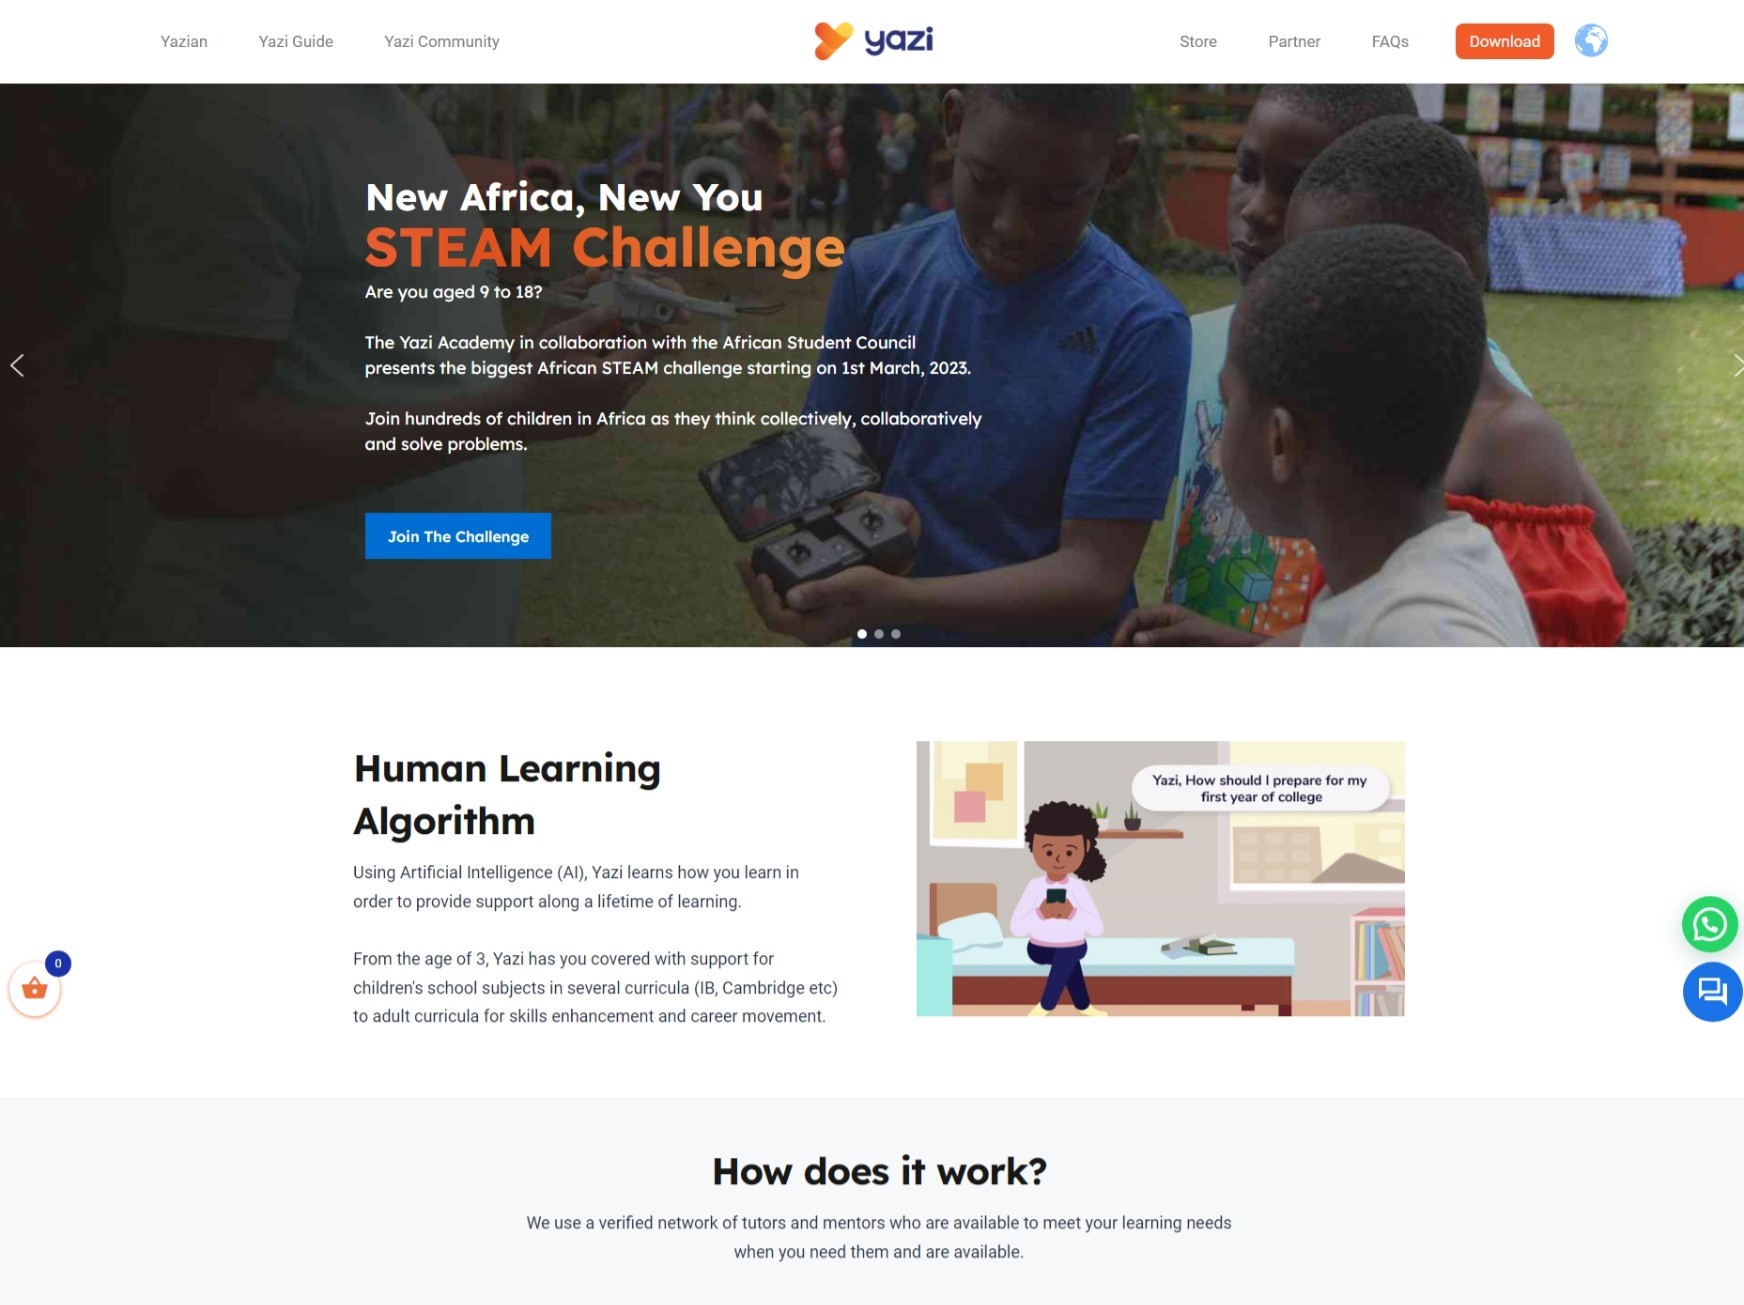 Yazian
Yazi Guide
Yazi Community
yazi
Store
Partner
FAQs
Download
New Africa, New You
STEAM Challenge
Are you aged 9 to 18?
The Yazi Academy in collaboration with the African Student Council
presents the biggest African STEAM challenge starting on 1st March, 2023.
Join hundreds of children in Africa as they think collectively, collaboratively
and solve problems.
Join The Challenge
Human Learning
Algorithm
Using Artificial Intelligence (AI), Yazi learns how you learn in
order to provide support along a lifetime of learning.
From the age of 3, Yazi has you covered with support for
children's school subjects in several curricula (IB, Cambridge etc)
to adult curricula for skills enhancement and career movement.
Yazi, How should I prepare for my
first year of college
0
How does it work?
We use a verified network of tutors and mentors who are available to meet your learning needs
when you need them and are available.